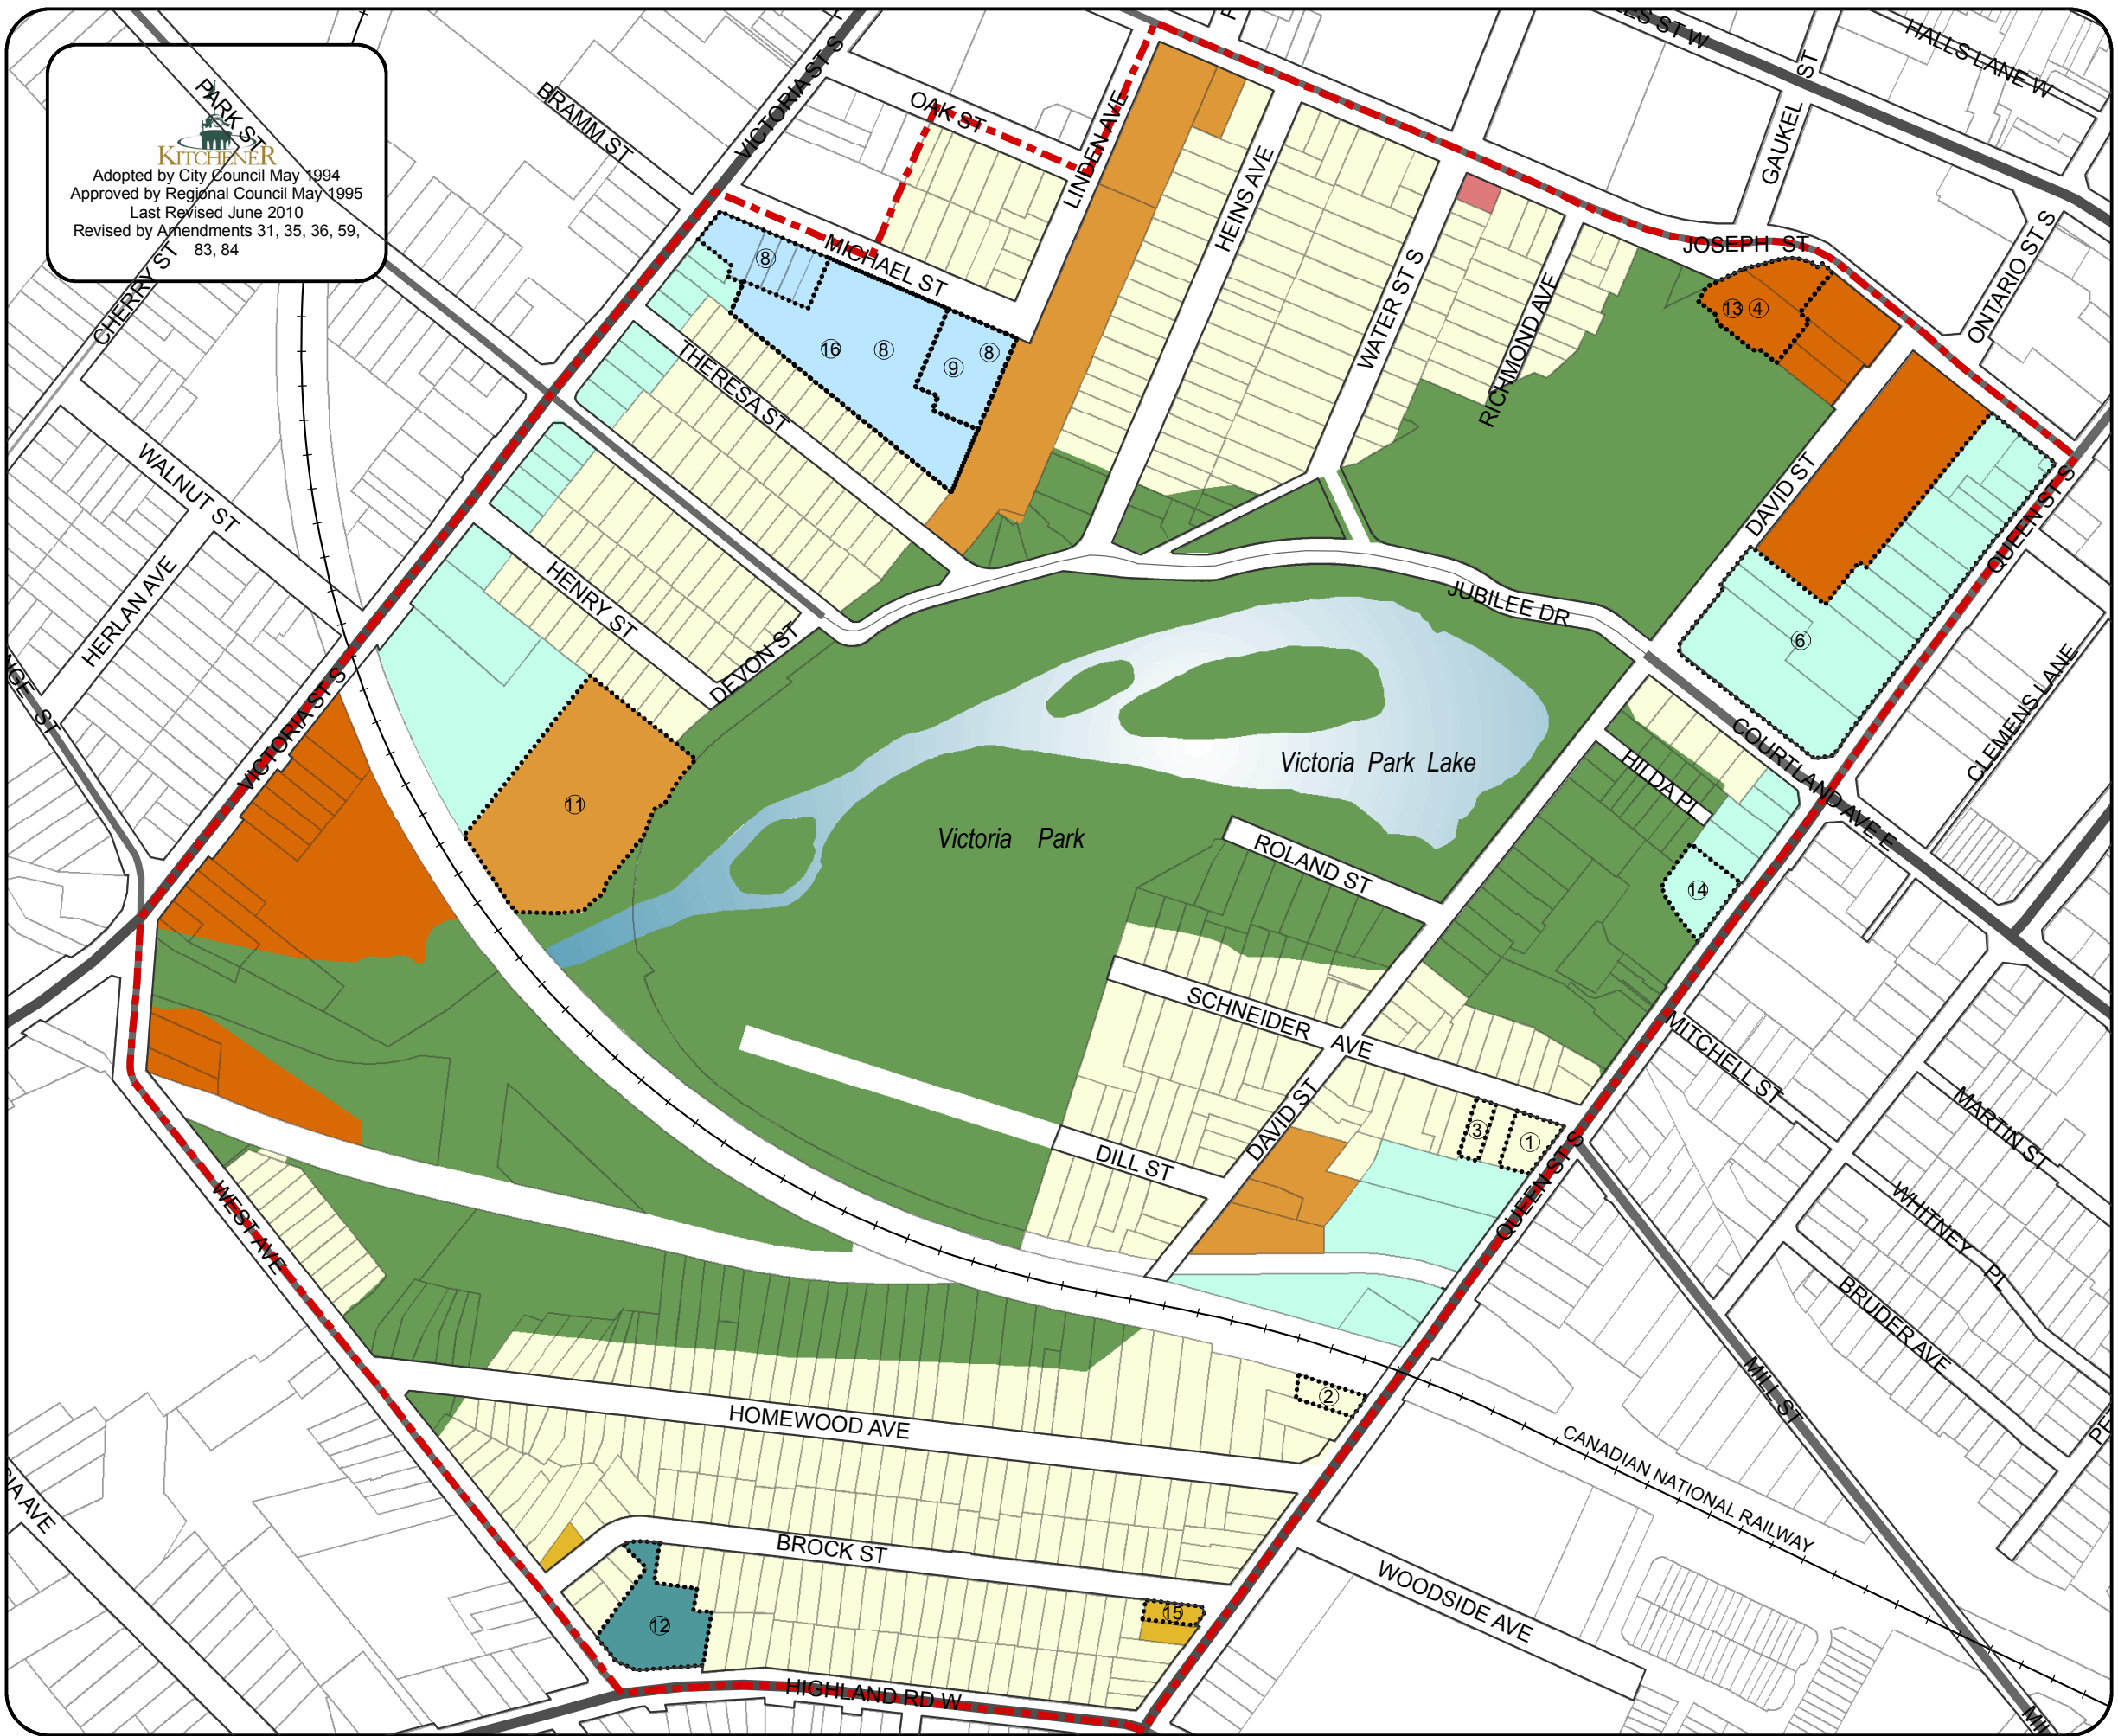 PARK ST
KITCHENER
Adopted by City Council May 1994
Approved by Regional Council May 1995
Last Revised June 2010
Revised by Amendments 31, 35, 36, 59,
83, 84
CHERRY ST
BRAMM ST
VICTORIA ST S
OAK ST
LINDEN AVE
HEINS AVE
WATER ST S
RICHMOND AVE
GAUKEL ST
ST W
HALLS LANE W
JOSEPH ST
ONTARIO ST S
MICHAEL ST
8
16
8
9
8
13
4
THERESA ST
WALNUT ST
HERLAN AVE
HENRY ST
DEVON ST
JUBILEE DR
DAVID ST
QUEEN ST S
6
CLEMENS LANE
COURTLAND AVE E
HILDA PL
14
VICTORIA ST S
ST
11
Victoria Park Lake
Victoria Park
ROLAND ST
SCHNEIDER AVE
MITCHELL ST
MARTIN ST
WHITNEY PL
BRUDER AVE
DAVID ST
DILL ST
3
1
QUEEN ST S
WEST AVE
2
HOMEWOOD AVE
MILL ST
CANADIAN NATIONAL RAILWAY
AVE
BROCK ST
WOODSIDE AVE
12
15
HIGHLAND RD W